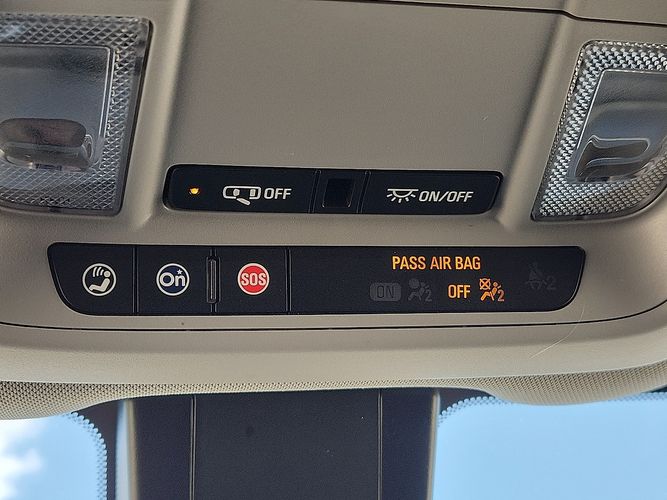 OFF
ON/OFF
On
SOS
PASS AIR BAG
ON 2 OFF 2 2